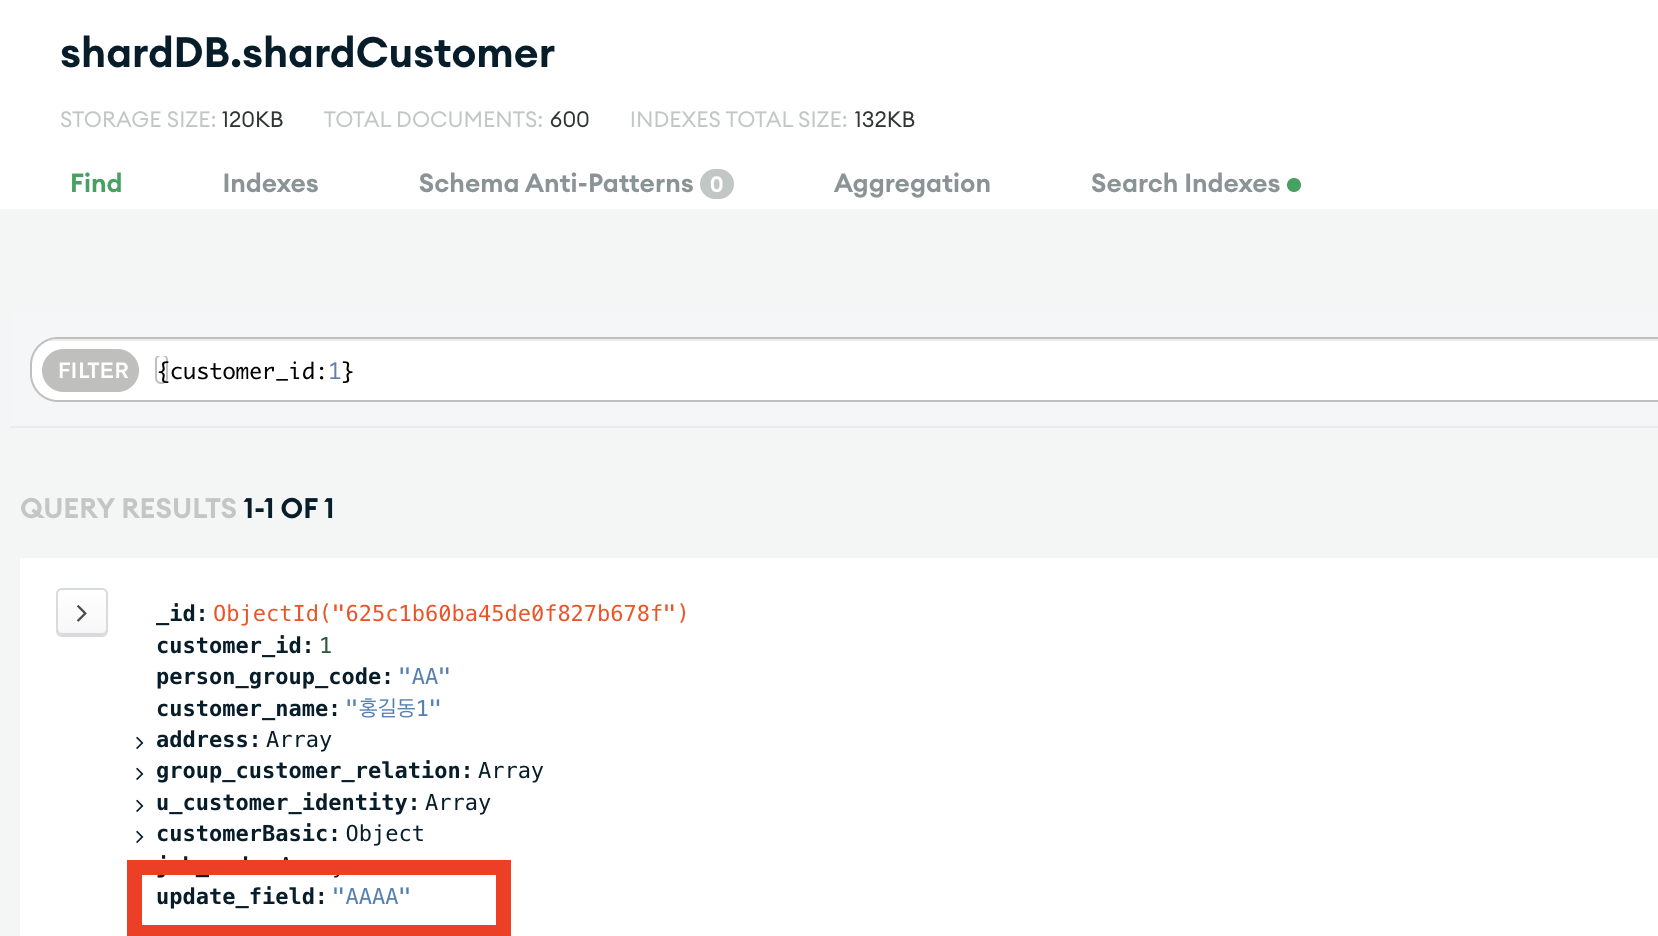 shardDB.shardCustomer
STORAGE SIZE: 120KB TOTAL DOCUMENTS: 600 INDEXES TOTAL SIZE: 132KB
Find Indexes Schema Anti-Patterns 0 Aggregation Search Indexes
FILTER {customer_id:1}
QUERY RESULTS 1-1 OF 1
_id: ObjectId("625c1b60ba45de0f827b678f")
customer_id: 1
person_group_code: "AA"
customer_name: "홍길동1"
address: Array
group_customer_relation: Array
u_customer_identity: Array
customerBasic: Object
update_field: "AAAA"